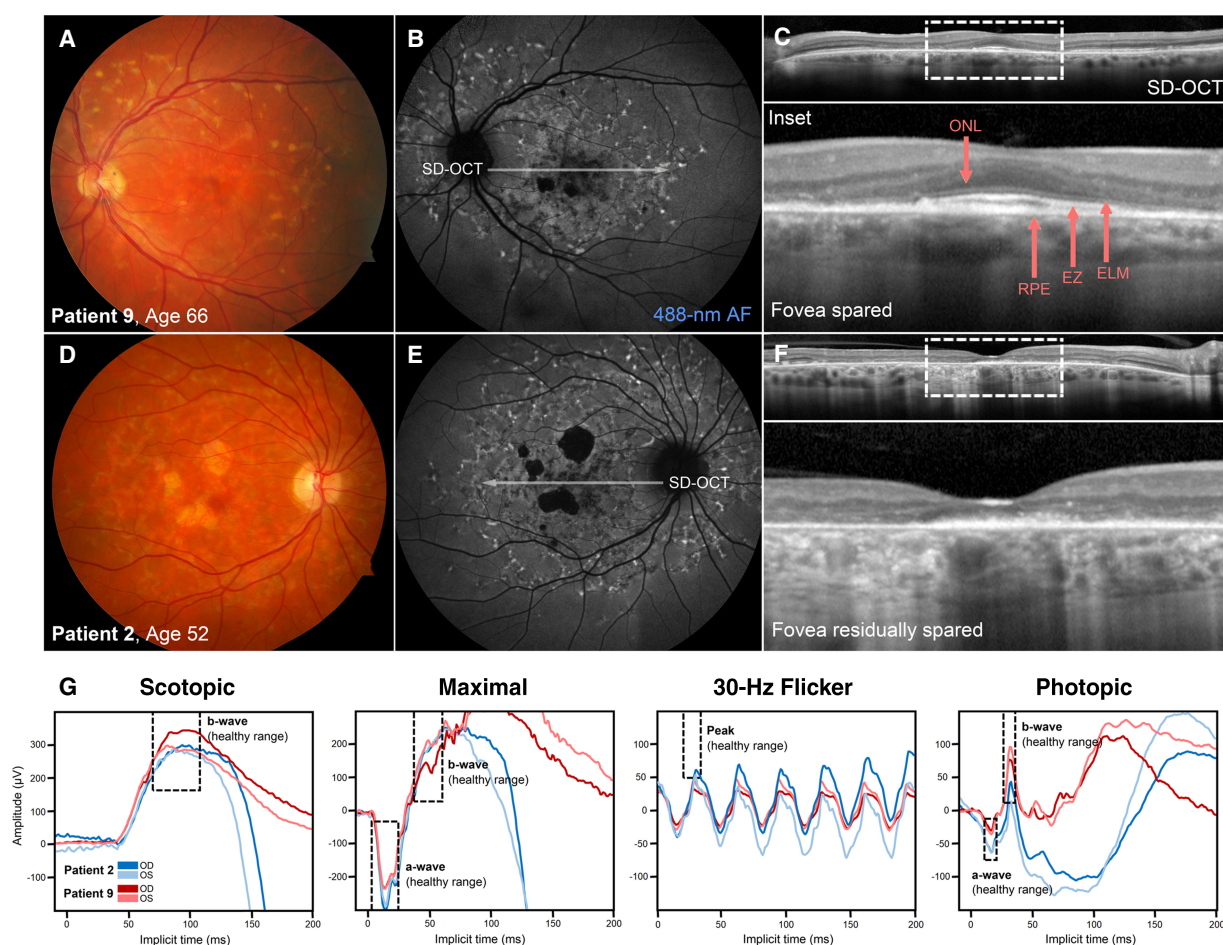 A
Patient 9, Age 66
B
SD-OCT
488-nm AF
C
SD-OCT
Inset
ONL
RPE
EZ
ELM
Fovea spared
D
Patient 2, Age 52
E
SD-OCT
F
Fovea residually spared
G
Scotopic
Amplitude (µV)
300
200
100
0
-100
b-wave
(healthy range)
Patient 2
OD
OS
Patient 9
OD
OS
0
50
100
150
200
Implicit time (ms)
Maximal
200
100
0
-100
-200
b-wave
(healthy range)
a-wave
(healthy range)
0
50
100
150
200
Implicit time (ms)
30-Hz Flicker
100
50
0
-50
-100
Peak
(healthy range)
0
50
100
150
200
Implicit time (ms)
Photopic
100
50
0
-50
-100
b-wave
(healthy range)
a-wave
(healthy range)
0
50
100
150
200
Implicit time (ms)